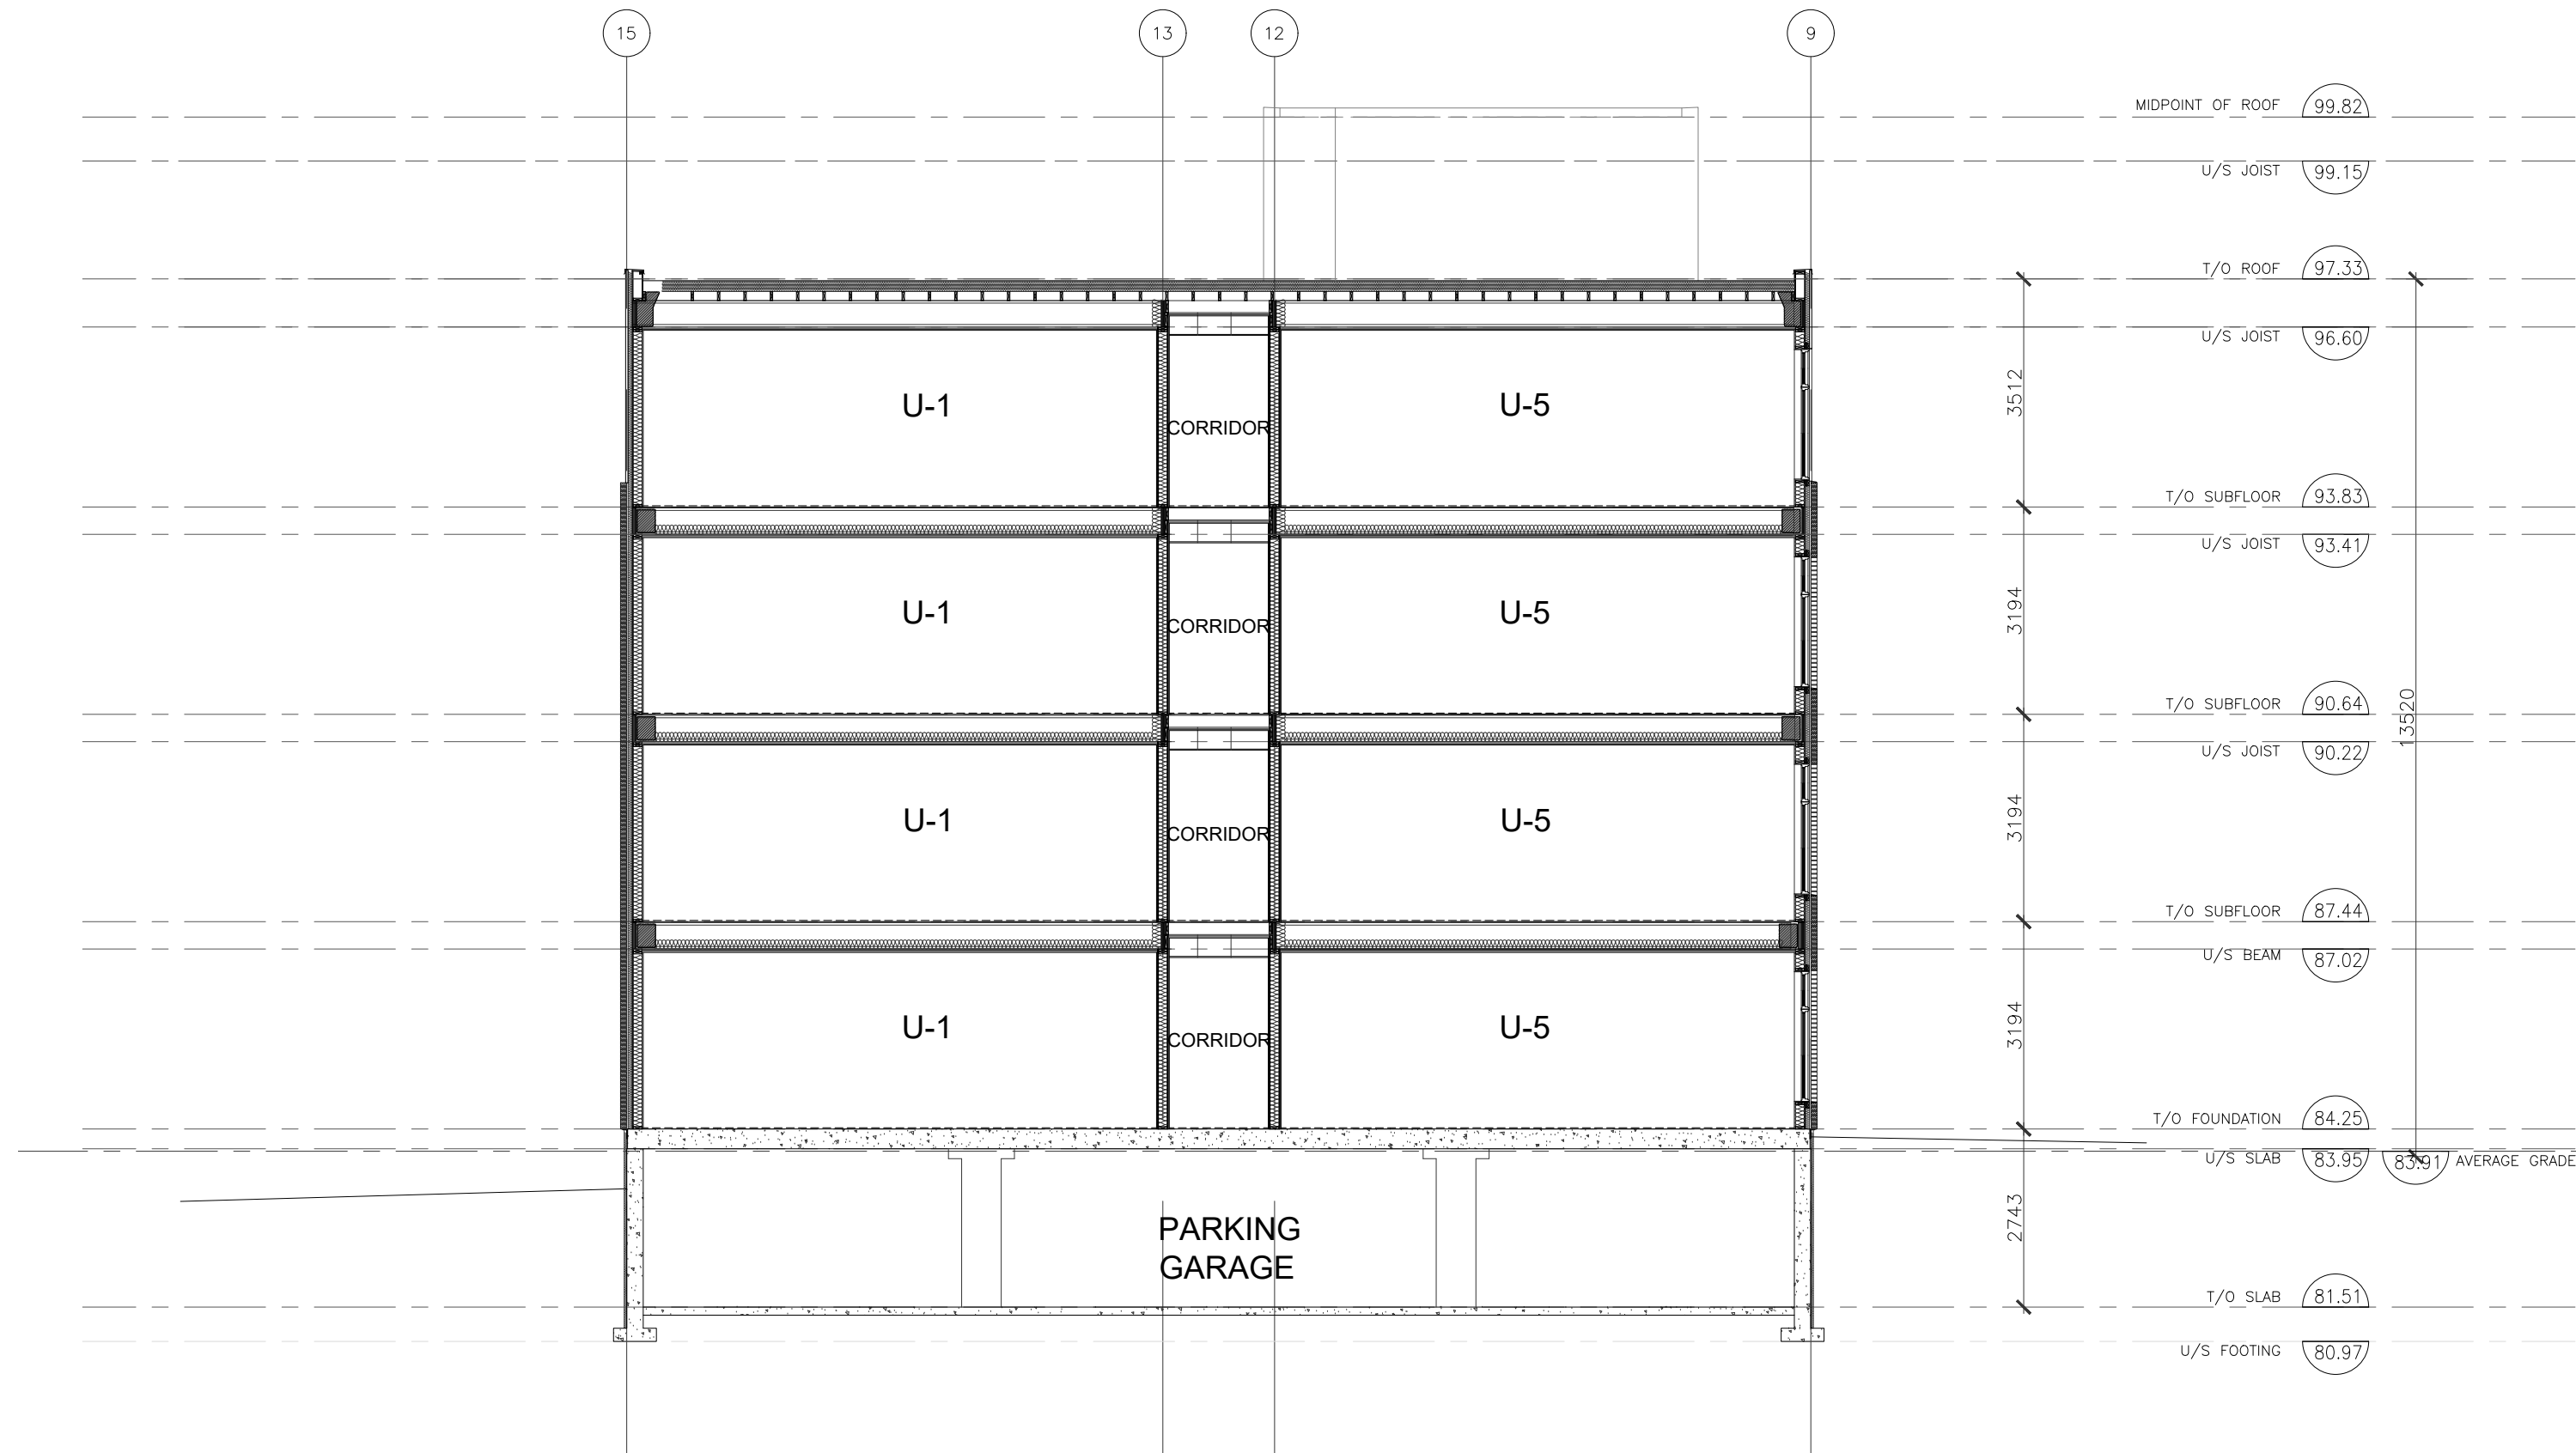 15
13
12
9
MIDPOINT OF ROOF 99.82
U/S JOIST 99.15
T/O ROOF 97.33
U/S JOIST 96.60
3512
U-1
CORRIDOR
U-5
T/O SUBFLOOR 93.83
U/S JOIST 93.41
3194
U-1
CORRIDOR
U-5
T/O SUBFLOOR 90.64
13520
U/S JOIST 90.22
3194
U-1
CORRIDOR
U-5
T/O SUBFLOOR 87.44
U/S BEAM 87.02
3194
U-1
CORRIDOR
U-5
T/O FOUNDATION 84.25
U/S SLAB 83.95
83.91 AVERAGE GRADE
2743
PARKING
GARAGE
T/O SLAB 81.51
U/S FOOTING 80.97